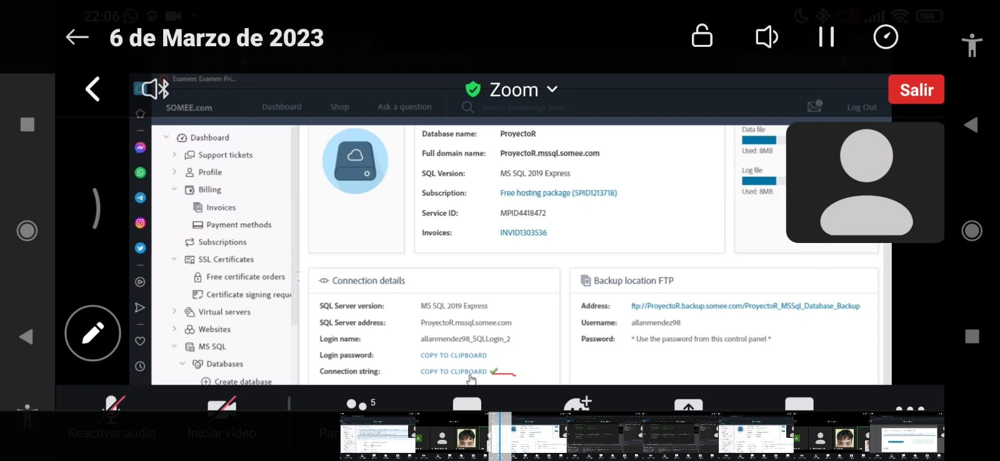 22:06
6 de Marzo de 2023
Examen: Examen Pri...
Zoom
Salir
SOMEE.com
Dashboard
Shop
Ask a question
Search knowledge base
Log Out
Dashboard
Support tickets
Profile
Billing
Invoices
Payment methods
Subscriptions
SSL Certificates
Free certificate orders
Certificate signing reque
Virtual servers
Websites
MS SQL
Databases
Create database
Database name: ProyectoR
Full domain name: ProyectoR.mssql.somee.com
SQL Version: MS SQL 2019 Express
Subscription: Free hosting package (SPID1213718)
Service ID: MPID4418472
Invoices: INVID1303536
Data file
Used: 8MB
Log file
Used: 8MB
Connection details
SQL Server version: MS SQL 2019 Express
SQL Server address: ProyectoR.mssql.somee.com
Login name: allanmendez98_SQLLogin_2
Login password: COPY TO CLIPBOARD
Connection string: COPY TO CLIPBOARD
Backup location FTP
Address: ftp://ProyectoR.backup.somee.com/ProyectoR_MSSql_Database_Backup
Username: allanmendez98
Password: * Use the password from this control panel *
5
Reactivar audio
Iniciar video
Par